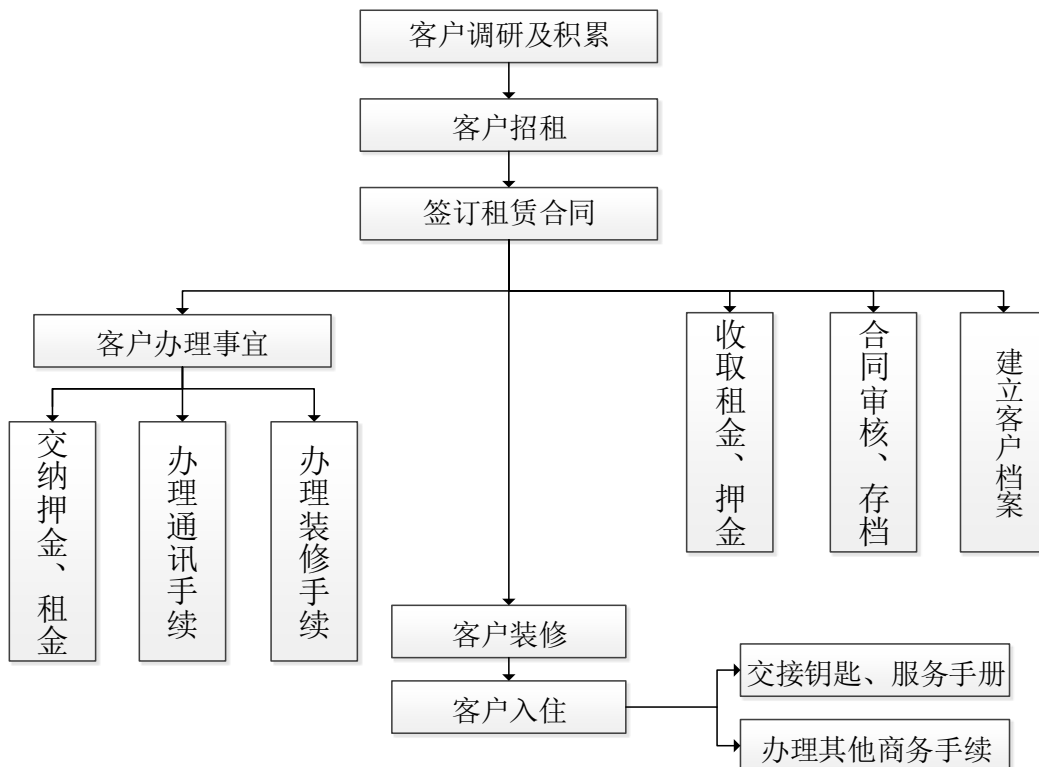 客户调研及积累
客户招租
签订租赁合同
客户办理事宜
交纳押金、租金
办理通讯手续
办理装修手续
收取租金、押金
合同审核、存档
建立客户档案
客户装修
客户入住
交接钥匙、服务手册
办理其他商务手续